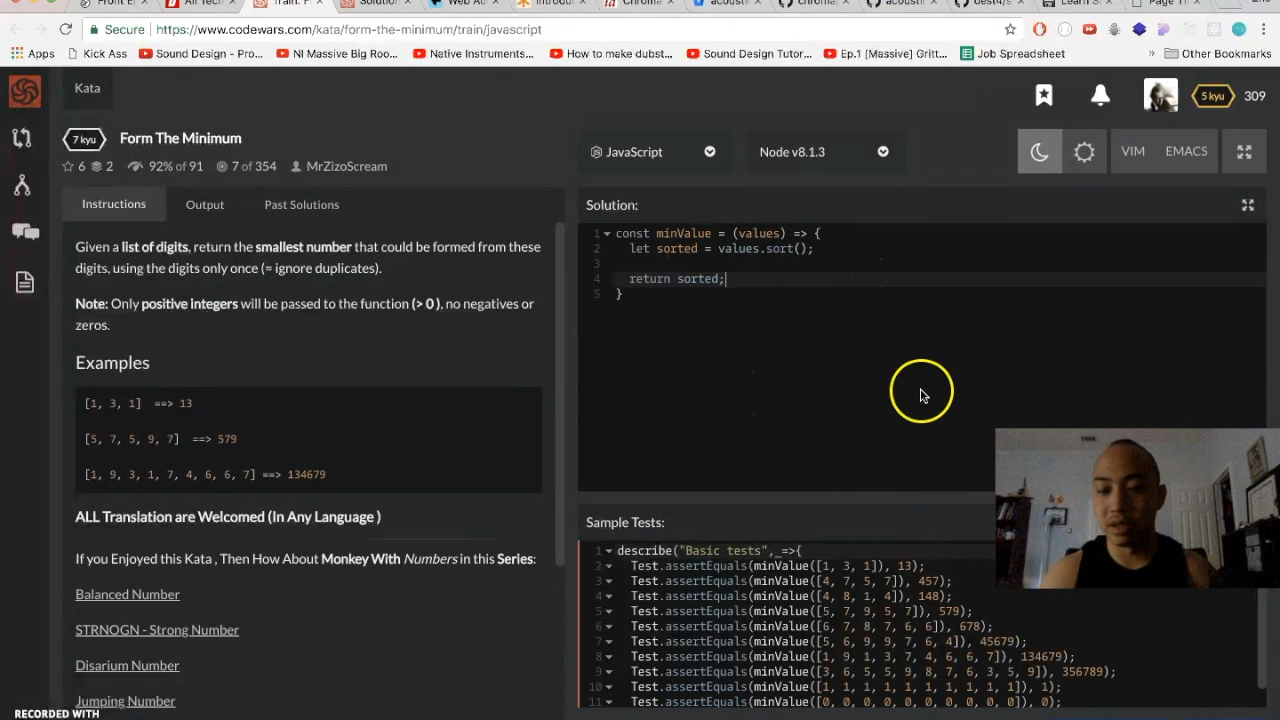 Train: F
Solution:
Web Au
Introdu
Chroma
acousti
Chromi
acousti
Learn S
Page Ti
Secure
https://www.codewars.com/kata/form-the-minimum/train/javascript
Apps
Kick Ass
Sound Design - Pro...
NI Massive Big Roo...
Native Instruments...
How to make dubst...
Sound Design Tutor...
Ep.1 [Massive] Gritt...
Job Spreadsheet
»
Other Bookmarks
Kata
5 kyu
309
7 kyu
Form The Minimum
6 2 92% of 91 7 of 354 MrZizoScream
JavaScript
Node v8.1.3
VIM
EMACS
Instructions
Output
Past Solutions
Given a list of digits, return the smallest number that could be formed from these
digits, using the digits only once (= ignore duplicates).
Note: Only positive integers will be passed to the function (> 0 ), no negatives or
zeros.
Examples
[1, 3, 1] ==> 13
[5, 7, 5, 9, 7] ==> 579
[1, 9, 3, 1, 7, 4, 6, 6, 7] ==> 134679
ALL Translation are Welcomed (In Any Language )
If you Enjoyed this Kata , Then How About Monkey With Numbers in this Series:
Balanced Number
STRNOGN - Strong Number
Disarium Number
Jumping Number
Solution:
1 const minValue = (values) => {
2 let sorted = values.sort();
3
4 return sorted;
5 }
Sample Tests:
1 describe("Basic tests",_=>{
2 Test.assertEquals(minValue([1, 3, 1]), 13);
3 Test.assertEquals(minValue([4, 7, 5, 7]), 457);
4 Test.assertEquals(minValue([4, 8, 1, 4]), 148);
5 Test.assertEquals(minValue([5, 7, 9, 5, 7]), 579);
6 Test.assertEquals(minValue([6, 7, 8, 7, 6, 6]), 678);
7 Test.assertEquals(minValue([5, 6, 9, 9, 7, 6, 4]), 45679);
8 Test.assertEquals(minValue([1, 9, 1, 3, 7, 4, 6, 6, 7]), 134679);
9 Test.assertEquals(minValue([3, 6, 5, 5, 9, 8, 7, 6, 3, 5, 9]), 356789);
10 Test.assertEquals(minValue([1, 1, 1, 1, 1, 1, 1, 1, 1]), 1);
11 Test.assertEquals(minValue([0, 0, 0, 0, 0, 0, 0, 0, 0]), 0);
RECORDED WITH